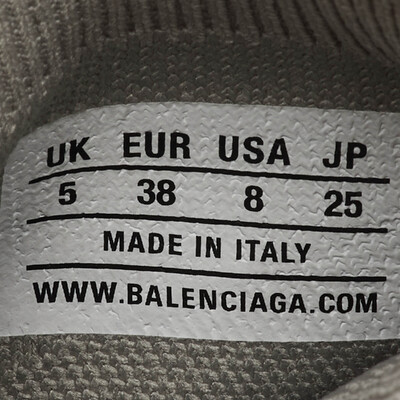 UK EUR USA JP
5 38 8 25
MADE IN ITALY
WWW.BALENCIAGA.COM